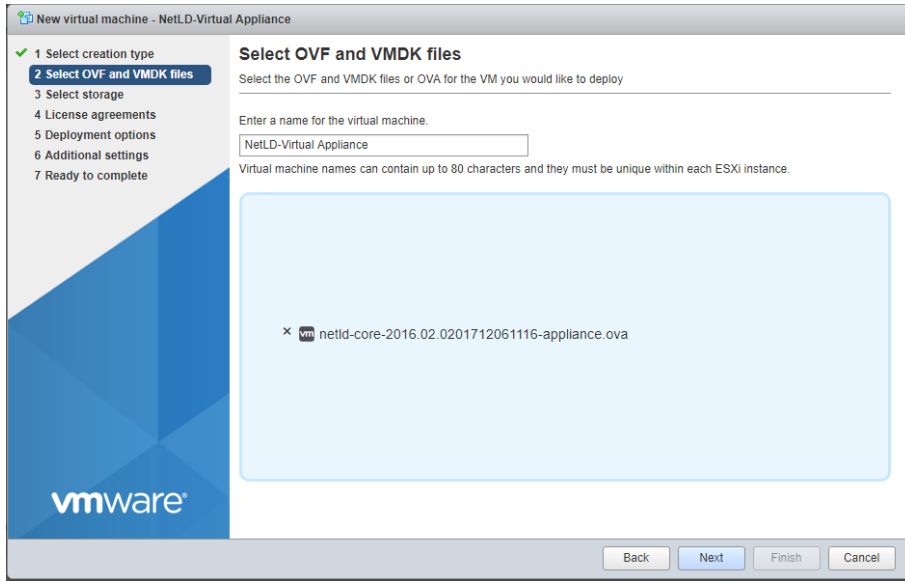 New virtual machine - NetLD-Virtual Appliance
1 Select creation type
2 Select OVF and VMDK files
3 Select storage
4 License agreements
5 Deployment options
6 Additional settings
7 Ready to complete
vmware®
Select OVF and VMDK files
Select the OVF and VMDK files or OVA for the VM you would like to deploy
Enter a name for the virtual machine.
NetLD-Virtual Appliance
Virtual machine names can contain up to 80 characters and they must be unique within each ESXi instance.
× vm netld-core-2016.02.0201712061116-appliance.ova
Back Next Finish Cancel